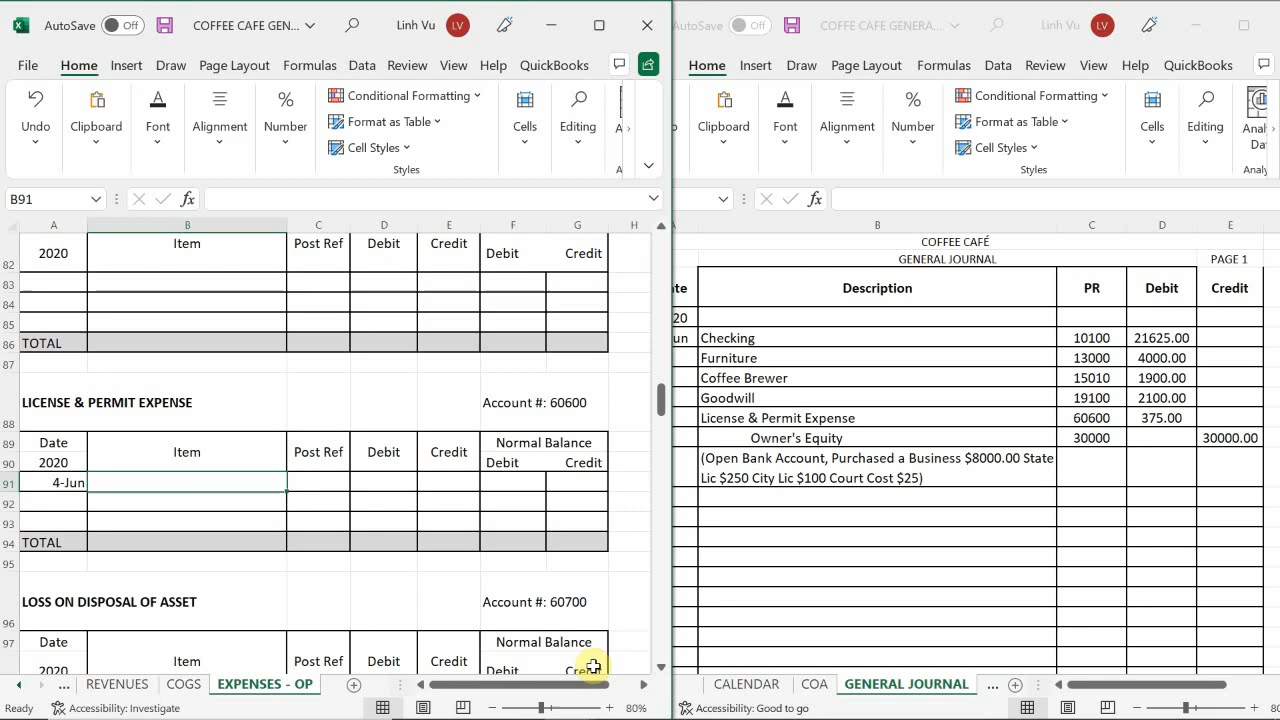 AutoSave Off COFFEE CAFE GEN... Linh Vu LV
File Home Insert Draw Page Layout Formulas Data Review View Help QuickBooks
Undo Clipboard Font Alignment Number Conditional Formatting Format as Table Cell Styles Styles Cells Editing A
B91 fx
A B C D E F G H
82 2020 Item Post Ref Debit Credit Debit Credit
83
84
85
86 TOTAL
87
88 LICENSE & PERMIT EXPENSE Account #: 60600
89 Date Item Post Ref Debit Credit Normal Balance
90 2020 Debit Credit
91 4-Jun
92
93
94 TOTAL
95
96 LOSS ON DISPOSAL OF ASSET Account #: 60700
97 Date Normal Balance
2020 Item Post Ref Debit Credit Debit Credit
... REVENUES COGS EXPENSES - OP
Ready Accessibility: Investigate 80%
AutoSave Off COFFEE CAFE GENERA... Linh Vu LV
Home Insert Draw Page Layout Formulas Data Review View Help QuickBooks
Clipboard Font Alignment Number Conditional Formatting Format as Table Cell Styles Styles Cells Editing Anal Da Analy
fx
A B C D E
COFFEE CAFÉ
GENERAL JOURNAL PAGE 1
te Description PR Debit Credit
20
un Checking 10100 21625.00
Furniture 13000 4000.00
Coffee Brewer 15010 1900.00
Goodwill 19100 2100.00
License & Permit Expense 60600 375.00
Owner's Equity 30000 30000.00
(Open Bank Account, Purchased a Business $8000.00 State
Lic $250 City Lic $100 Court Cost $25)
CALENDAR COA GENERAL JOURNAL ...
Accessibility: Good to go 80